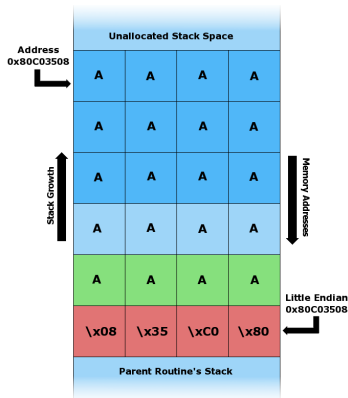 Unallocated Stack Space
Address
0x80C03508
A A A A
A A A A
A A A A
A A A A
A A A A
\x08 \x35 \xC0 \x80
Stack Growth
Memory Addresses
Little Endian
0x80C03508
Parent Routine's Stack